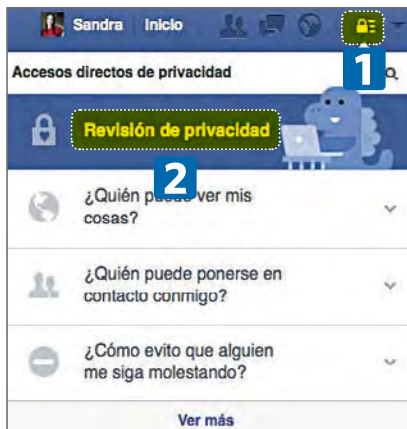 Sandra Inicio
1
Accesos directos de privacidad
Revisión de privacidad
2
¿Quién puede ver mis
cosas?
¿Quién puede ponerse en
contacto conmigo?
¿Cómo evito que alguien
me siga molestando?
Ver más